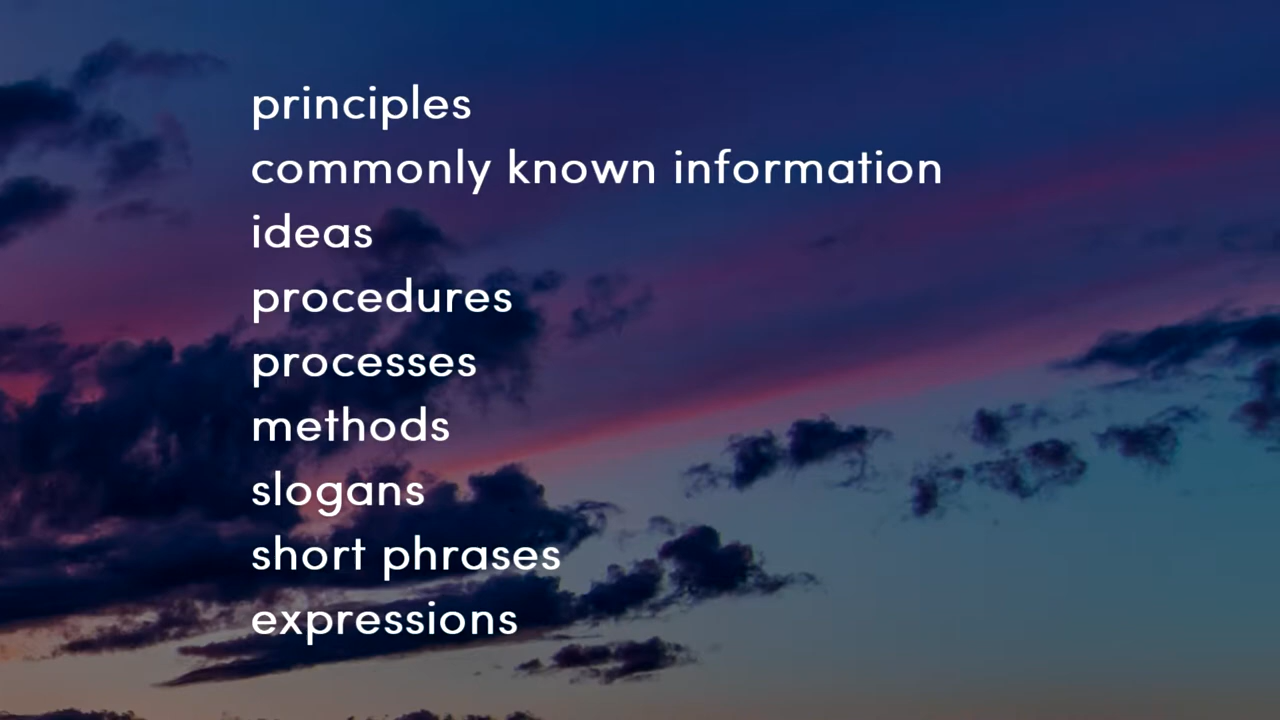 principles
commonly known information
ideas
procedures
processes
methods
slogans
short phrases
expressions